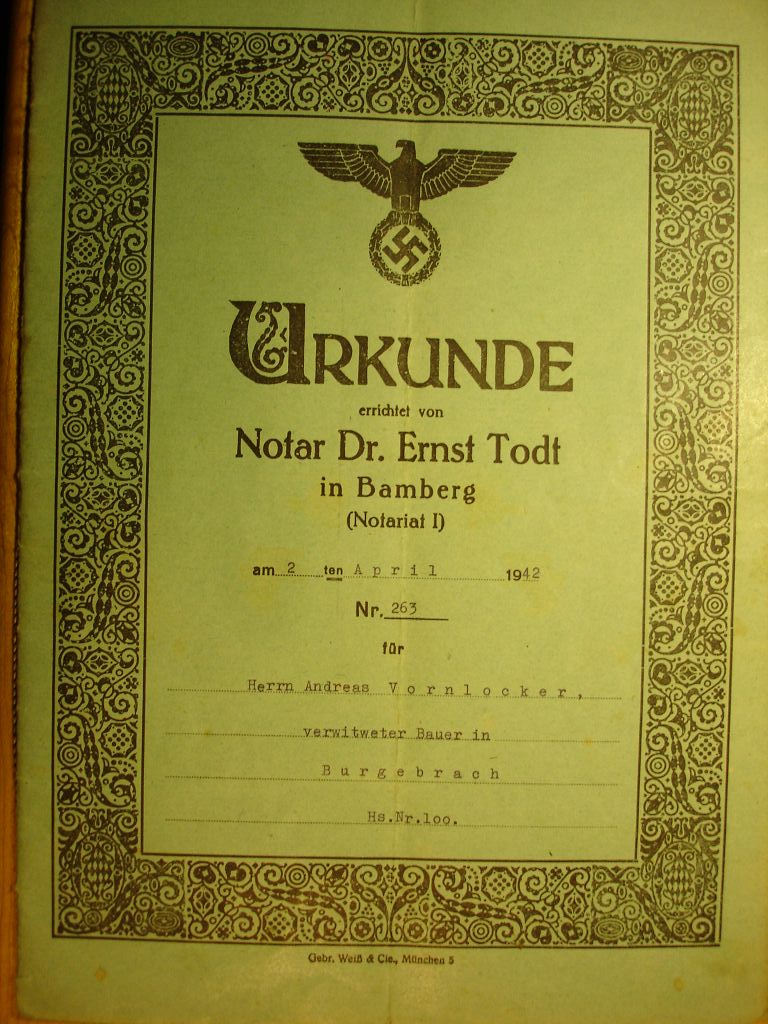 URKUNDE
errichtet von
Notar Dr. Ernst Todt
in Bamberg
(Notariat I)
am 2 ten April 1942
Nr. 263
für
Herrn Andreas Vornlocker,
verwitweter Bauer in
Burgebrach
Hs.Nr.100.
Gebr. Weiß & Cie., München 5